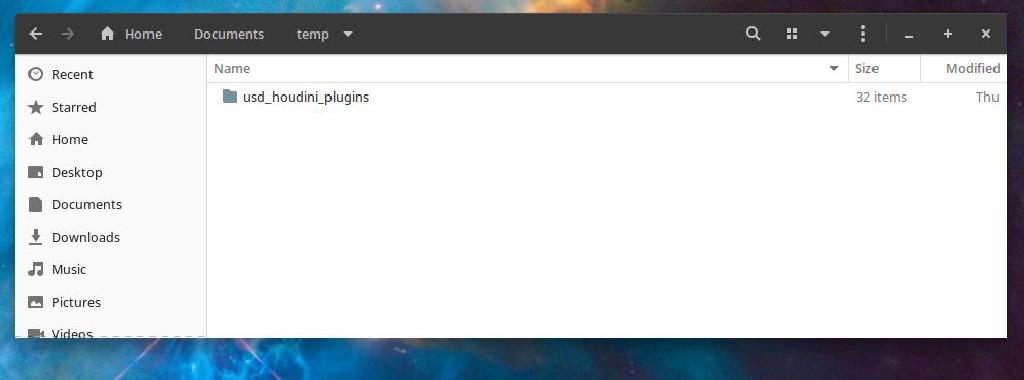 Home Documents temp
Name Size Modified
Recent
usd_houdini_plugins 32 items Thu
Starred
Home
Desktop
Documents
Downloads
Music
Pictures
Videos